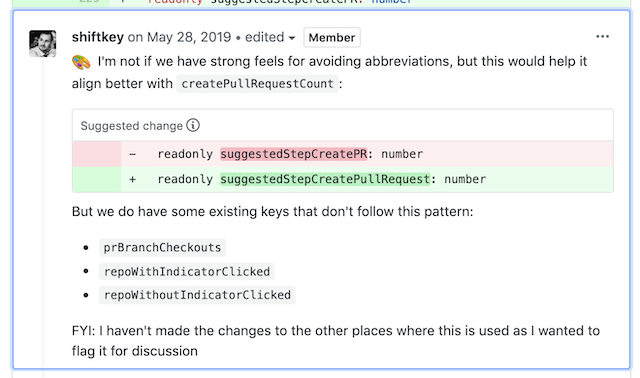 readonly suggestedStepCreatePR: number
shiftkey on May 28, 2019 • edited Member
I'm not if we have strong feels for avoiding abbreviations, but this would help it
align better with createPullRequestCount :
Suggested change
- readonly suggestedStepCreatePR: number
+ readonly suggestedStepCreatePullRequest: number
But we do have some existing keys that don't follow this pattern:
• prBranchCheckouts
• repoWithIndicatorClicked
• repoWithoutIndicatorClicked
FYI: I haven't made the changes to the other places where this is used as I wanted to
flag it for discussion